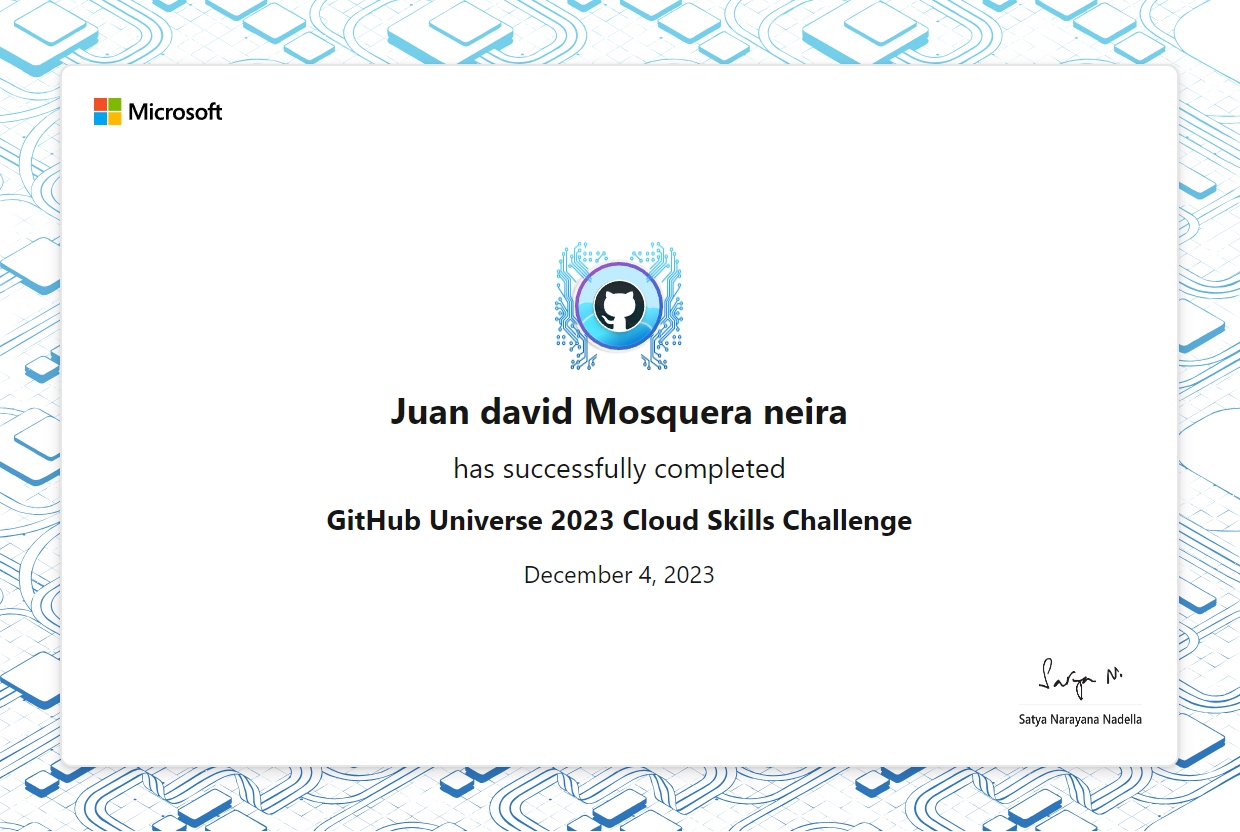 Microsoft
Juan david Mosquera neira
has successfully completed
GitHub Universe 2023 Cloud Skills Challenge
December 4, 2023
Satya N.
Satya Narayana Nadella